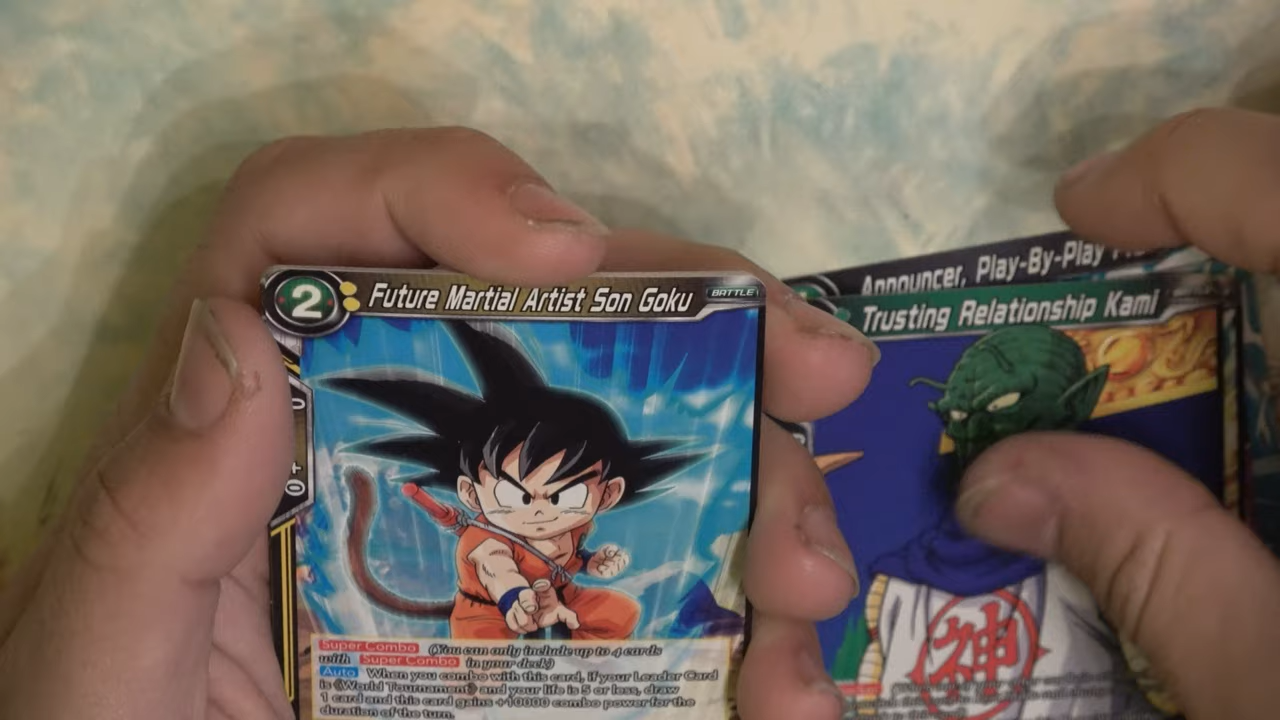 2 Future Martial Artist Son Goku BATTLE
0
0+
Super Combo (You can only include up to 4 cards
with Super Combo in your deck)
Auto When you combo with this card, if your Leader Card
is 《World Tournament》 and your life is 5 or less, draw
1 card and this card gains +10000 combo power for the
duration of the turn.
Announcer, Play-By-Play
Trusting Relationship Kami
神